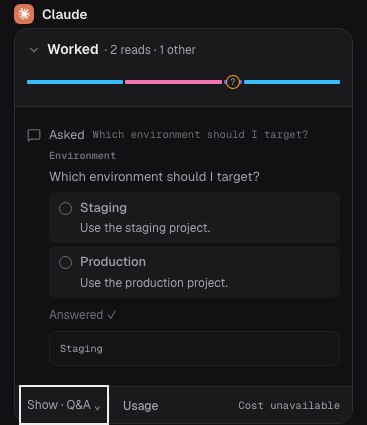 Claude
Worked · 2 reads · 1 other
?
Asked Which environment should I target?
Environment
Which environment should I target?
Staging
Use the staging project.
Production
Use the production project.
Answered ✓
Staging
Show · Q&A Usage Cost unavailable